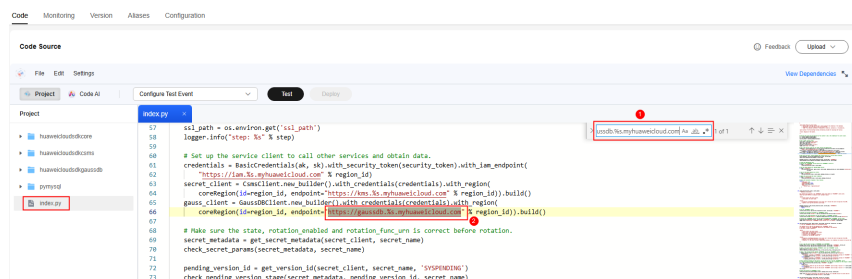 Code Monitoring Version Aliases Configuration
Code Source
Feedback Upload
File Edit Settings
View Dependencies
Project Code AI Configure Test Event Test Deploy
Project
index.py ×
1
ussdb.%s.myhuaweicloud.com Aa ab .* 1 of 1
huaweicloudsdkcore
huaweicloudsdkcsms
huaweicloudsdkgaussdb
pymysql
index.py
57 ssl_path = os.environ.get('ssl_path')
58 logger.info("step: %s" % step)
59
60 # Set up the service client to call other services and obtain data.
61 credentials = BasicCredentials(ak, sk).with_security_token(security_token).with_iam_endpoint(
62 "https://iam.%s.myhuaweicloud.com" % region_id)
63 secret_client = CsmsClient.new_builder().with_credentials(credentials).with_region(
64 coreRegion(id=region_id, endpoint="https://kms.%s.myhuaweicloud.com" % region_id)).build()
65 gauss_client = GaussDBClient.new_builder().with_credentials(credentials).with_region(
66 coreRegion(id=region_id, endpoint="https://gaussdb.%s.myhuaweicloud.com" % region_id)).build()
2
67
68 # Make sure the state, rotation_enabled and rotation_func_urn is correct before rotation.
69 secret_metadata = get_secret_metadata(secret_client, secret_name)
70 check_secret_params(secret_metadata, secret_name)
71
72 pending_version_id = get_version_id(secret_client, secret_name, 'SYSPENDING')
73 check_pending_version_stage(secret_metadata, pending_version_id, secret_name)